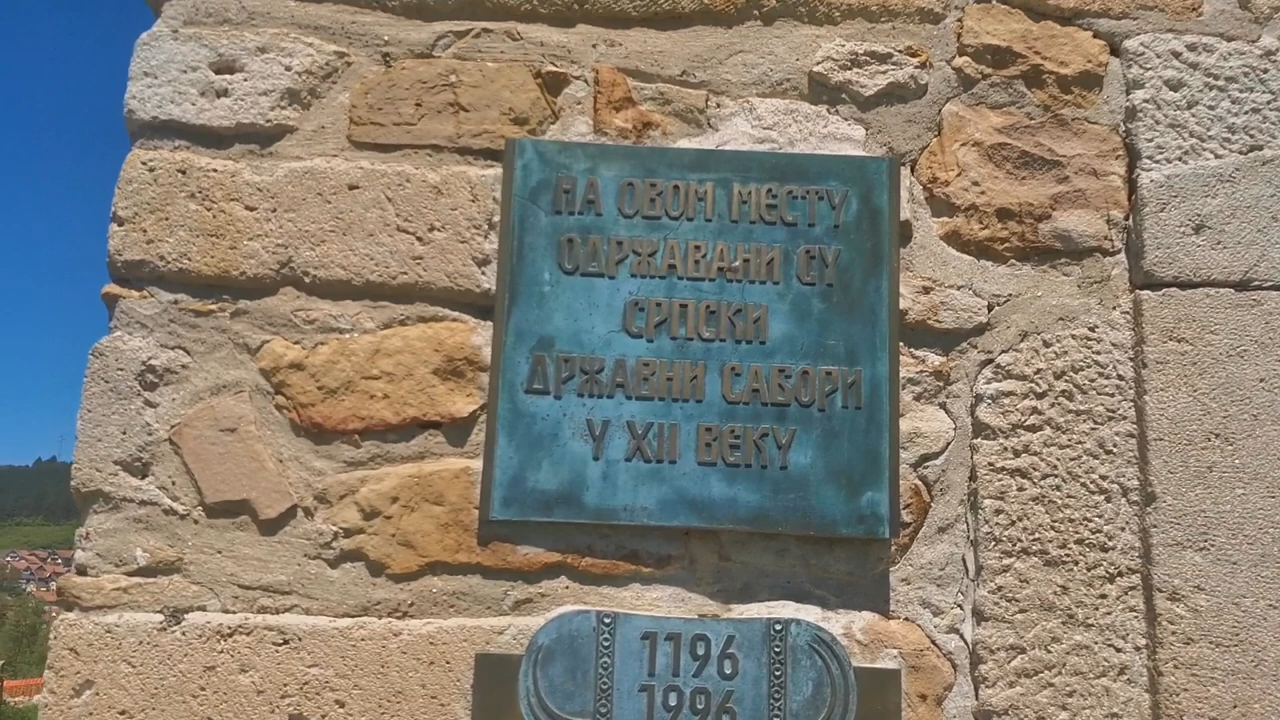 НА ОВОМ МЕСТУ
ОДРЖАВАНИ СУ
СРПСКИ
ДРЖАВНИ САБОРИ
У XII ВЕКУ
1196
1996